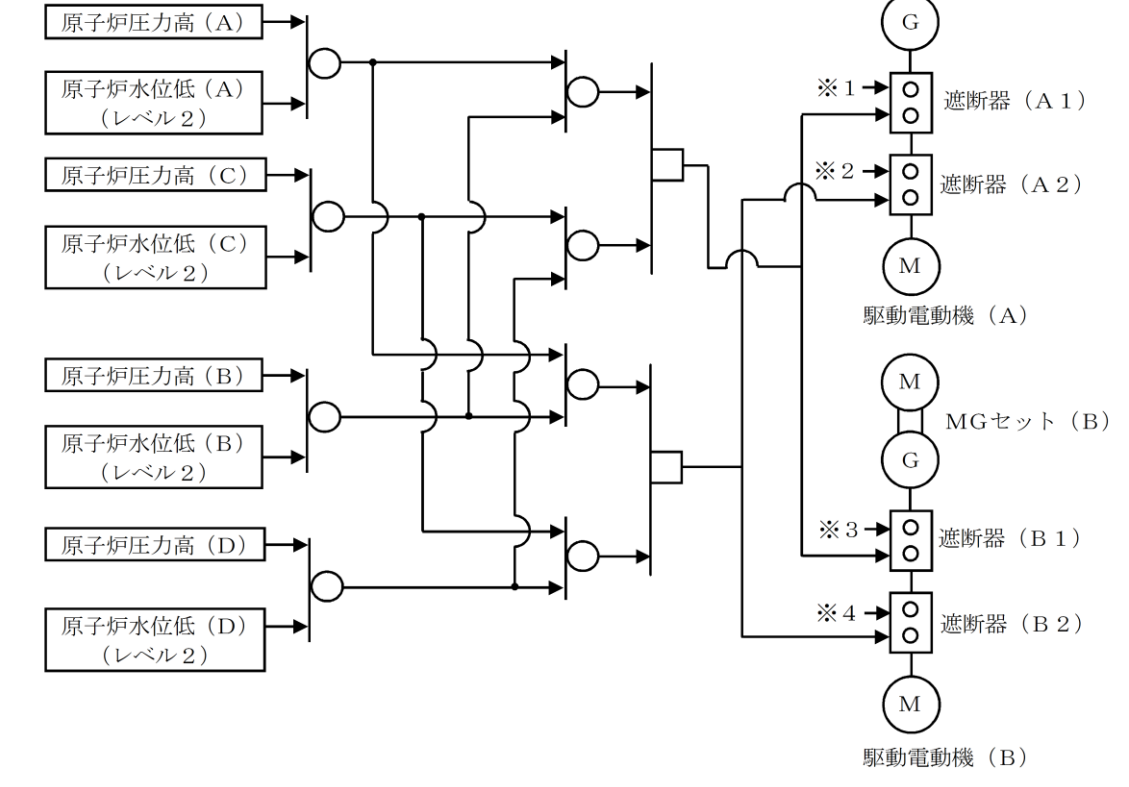 原子炉圧力高（A）
原子炉水位低（A）
（レベル２）
原子炉圧力高（C）
原子炉水位低（C）
（レベル２）
原子炉圧力高（B）
原子炉水位低（B）
（レベル２）
原子炉圧力高（D）
原子炉水位低（D）
（レベル２）
G
※1
遮断器（A1）
※2
遮断器（A2）
M
駆動電動機（A）
M
MGセット（B）
G
※3
遮断器（B1）
※4
遮断器（B2）
M
駆動電動機（B）